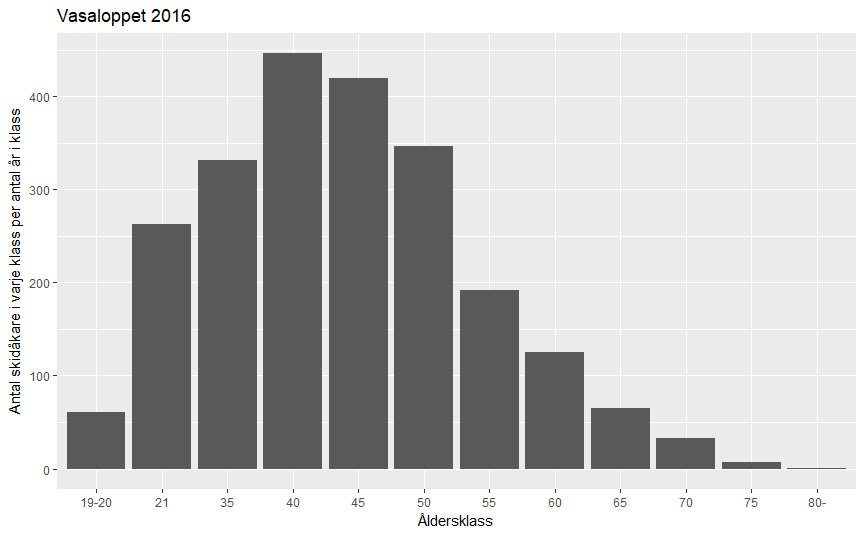 Vasaloppet 2016
Antal skidåkare i varje klass per antal år i klass
400
300
200
100
0
19-20 21 35 40 45 50 55 60 65 70 75 80-
Åldersklass